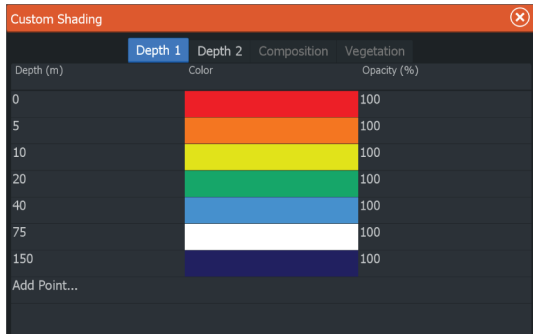 Custom Shading
Depth 1 Depth 2 Composition Vegetation
Depth (m) Color Opacity (%)
0 100
5 100
10 100
20 100
40 100
75 100
150 100
Add Point...